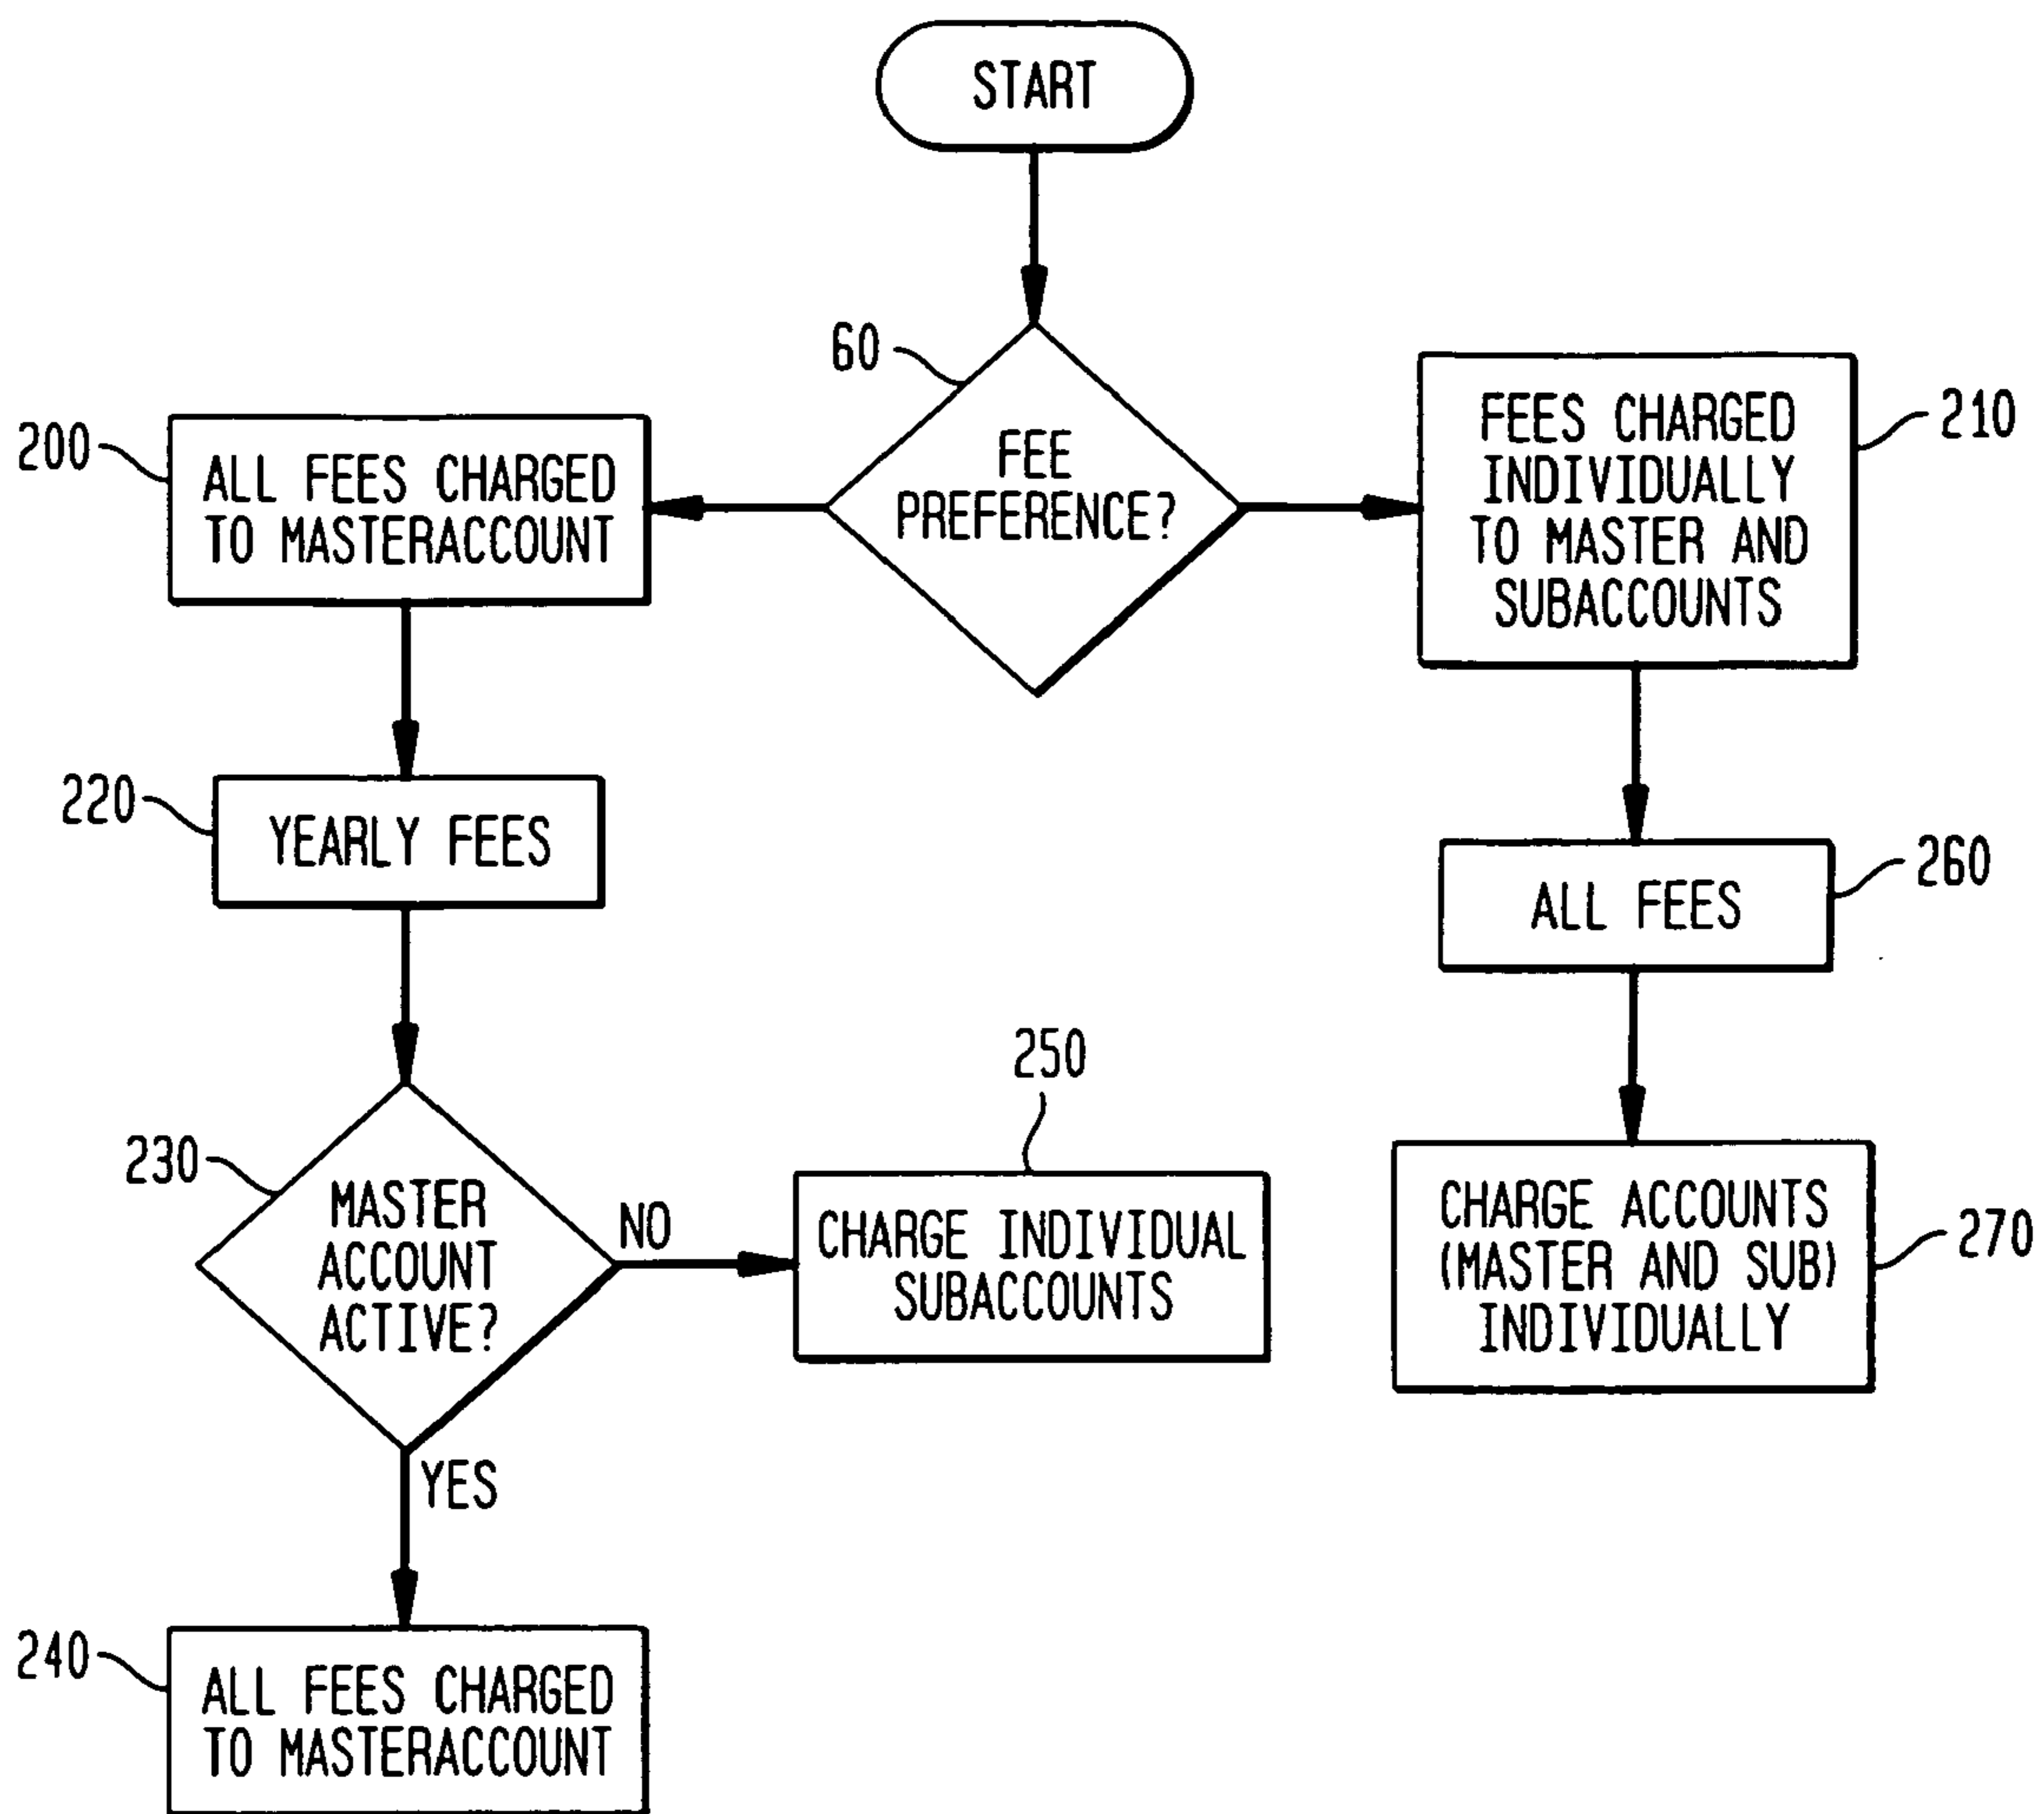 START
60
FEE
PREFERENCE?
200
ALL FEES CHARGED
TO MASTERACCOUNT
FEES CHARGED
INDIVIDUALLY
TO MASTER AND
SUBACCOUNTS
210
220
YEARLY FEES
ALL FEES
260
230
MASTER
ACCOUNT
ACTIVE?
NO
YES
250
CHARGE INDIVIDUAL
SUBACCOUNTS
CHARGE ACCOUNTS
(MASTER AND SUB)
INDIVIDUALLY
270
240
ALL FEES CHARGED
TO MASTERACCOUNT